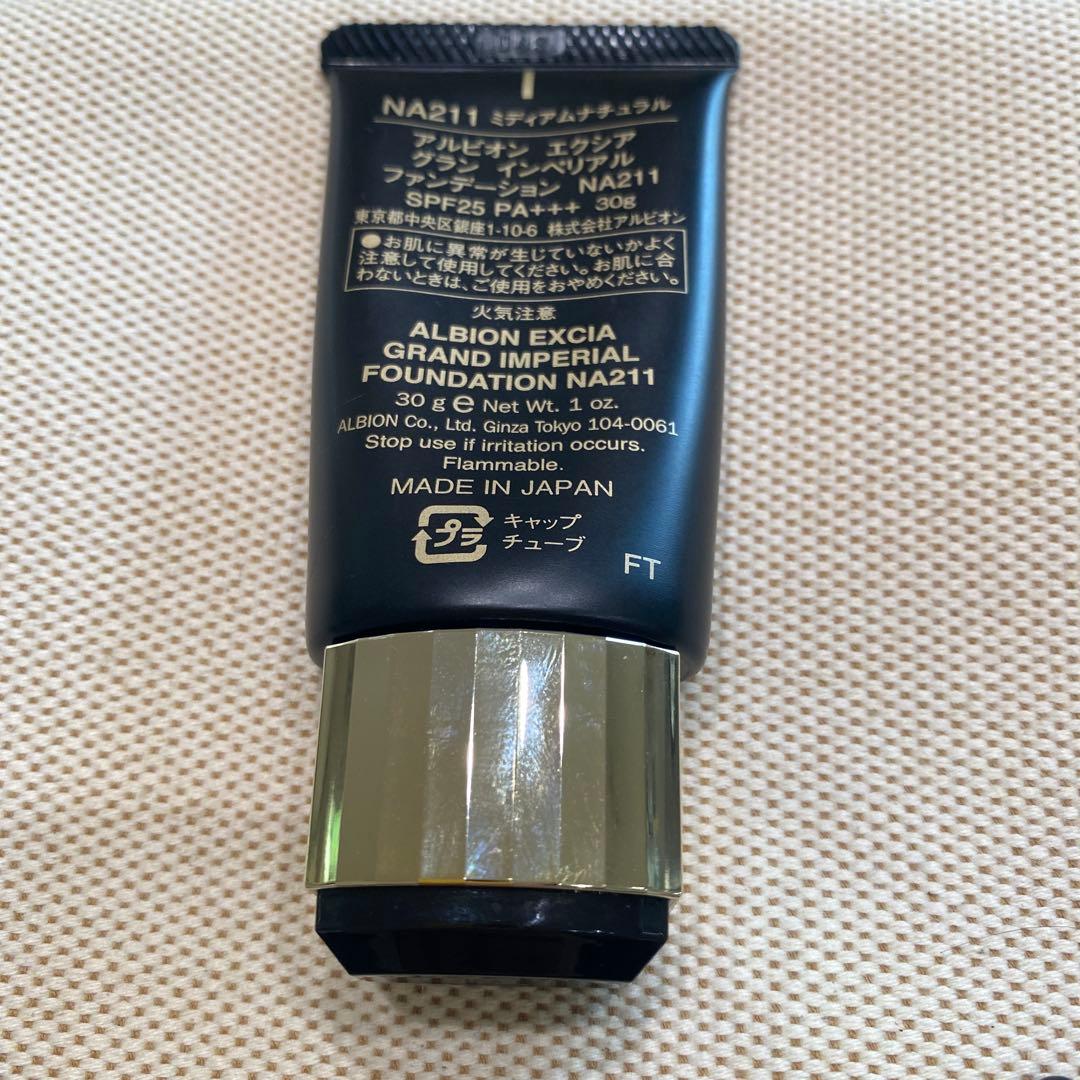 NA211 ミディアムナチュラル
アルビオン エクシア
グラン インペリアル
ファンデーション NA211
SPF25 PA+++ 30g
東京都中央区銀座1-10-6 株式会社アルビオン
●お肌に異常が生じていないかよく
注意して使用してください。お肌に合
わないときは、ご使用をおやめください。
火気注意
ALBION EXCIA
GRAND IMPERIAL
FOUNDATION NA211
30 g ℮ Net Wt. 1 oz.
ALBION Co., Ltd. Ginza Tokyo 104-0061
Stop use if irritation occurs.
Flammable.
MADE IN JAPAN
プラ キャップ
チューブ
FT